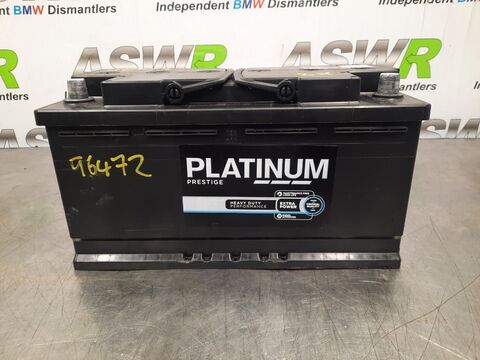 Independent BMW Dismantlers
Independent BMW Dismantlers
ASWR
ASWR
Dismantlers
96472
PLATINUM
PRESTIGE
HEAVY DUTY
PERFORMANCE
EXTRA
POWER